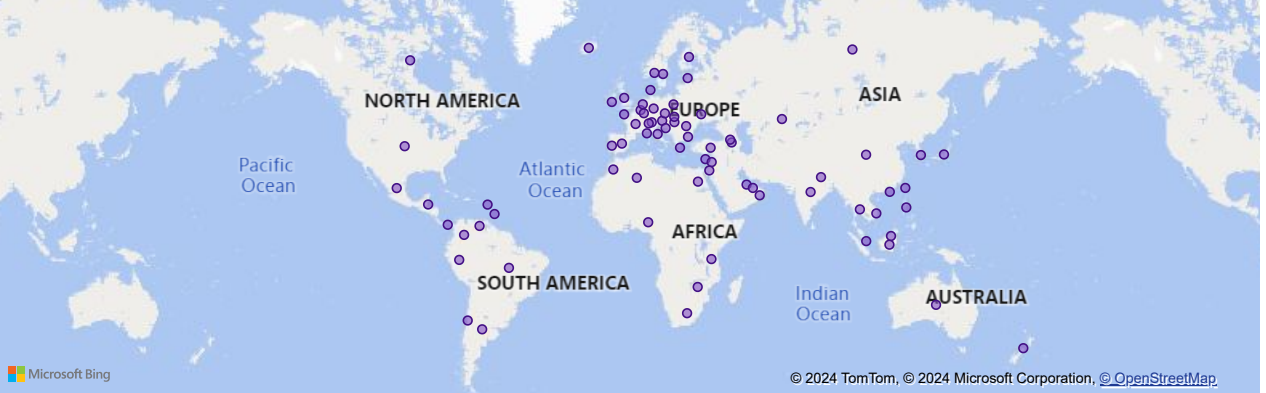 NORTH AMERICA
EUROPE
ASIA
Pacific
Ocean
Atlantic
Ocean
AFRICA
SOUTH AMERICA
Indian
Ocean
AUSTRALIA
Microsoft Bing
© 2024 TomTom, © 2024 Microsoft Corporation, © OpenStreetMap